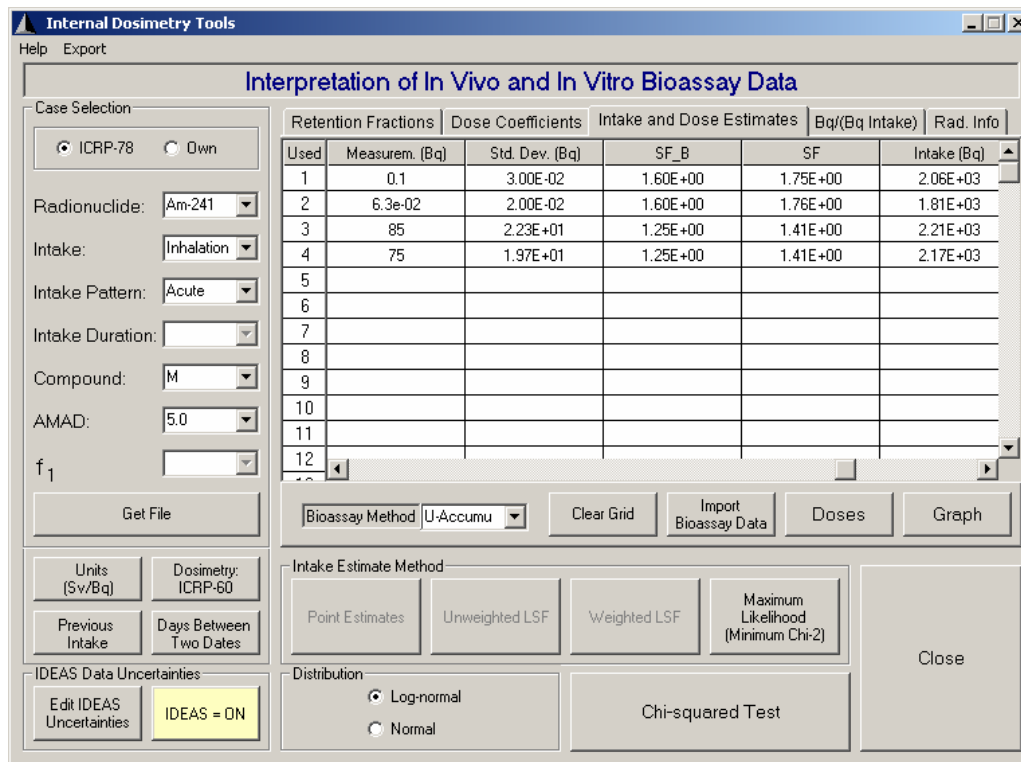 Internal Dosimetry Tools
Help Export
Interpretation of In Vivo and In Vitro Bioassay Data
Case Selection
ICRP-78 Own
Radionuclide: Am-241
Intake: Inhalation
Intake Pattern: Acute
Intake Duration:
Compound: M
AMAD: 5.0
f1
Get File
Units (Sv/Bq)
Dosimetry: ICRP-60
Previous Intake
Days Between Two Dates
IDEAS Data Uncertainties
Edit IDEAS Uncertainties
IDEAS = ON
Retention Fractions Dose Coefficients Intake and Dose Estimates Bq/(Bq Intake) Rad. Info
Used Measurem. (Bq) Std. Dev. (Bq) SF_B SF Intake (Bq)
1 0.1 3.00E-02 1.60E+00 1.75E+00 2.06E+03
2 6.3e-02 2.00E-02 1.60E+00 1.76E+00 1.81E+03
3 85 2.23E+01 1.25E+00 1.41E+00 2.21E+03
4 75 1.97E+01 1.25E+00 1.41E+00 2.17E+03
5
6
7
8
9
10
11
12
Bioassay Method U-Accumu
Clear Grid
Import Bioassay Data
Doses
Graph
Intake Estimate Method
Point Estimates
Unweighted LSF
Weighted LSF
Maximum Likelihood (Minimum Chi-2)
Distribution
Log-normal
Normal
Chi-squared Test
Close